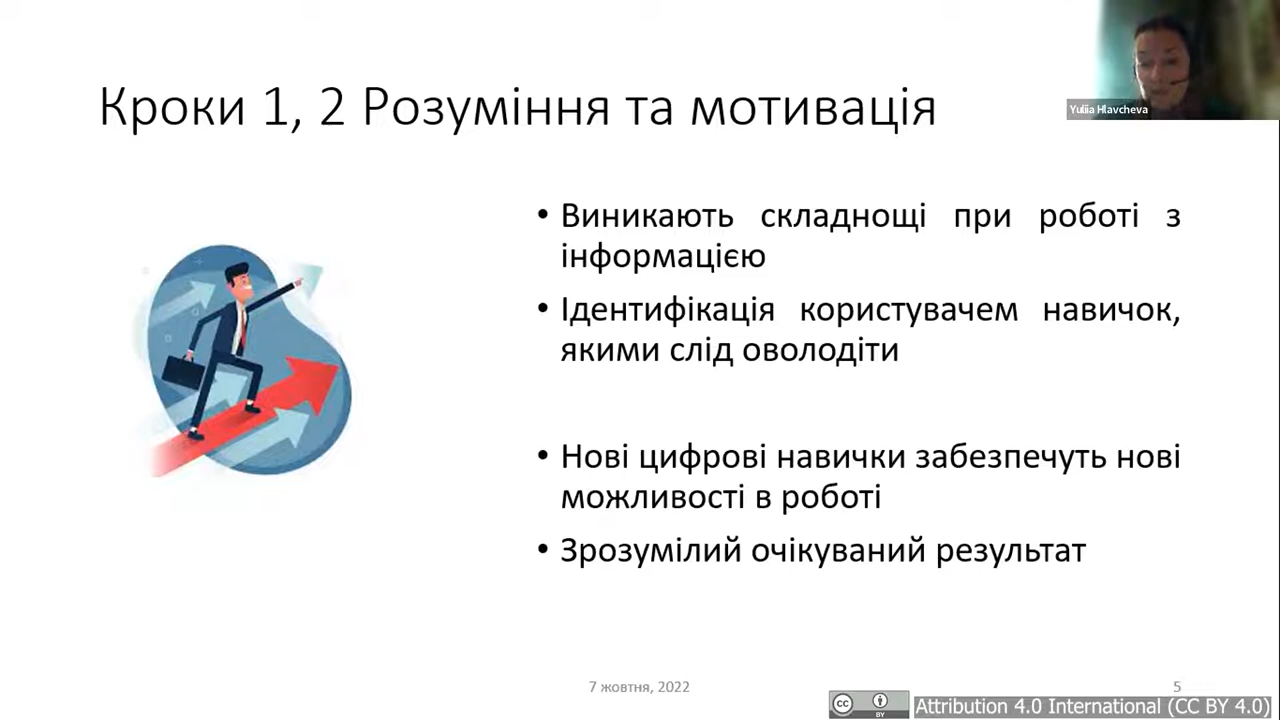 Yuliia Hlavcheva
Кроки 1, 2 Розуміння та мотивація
• Виникають складнощі при роботі з
інформацією
• Ідентифікація користувачем навичок,
якими слід оволодіти
• Нові цифрові навички забезпечуть нові
можливості в роботі
• Зрозумілий очікуваний результат
7 жовтня, 2022
5
cc BY Attribution 4.0 International (CC BY 4.0)